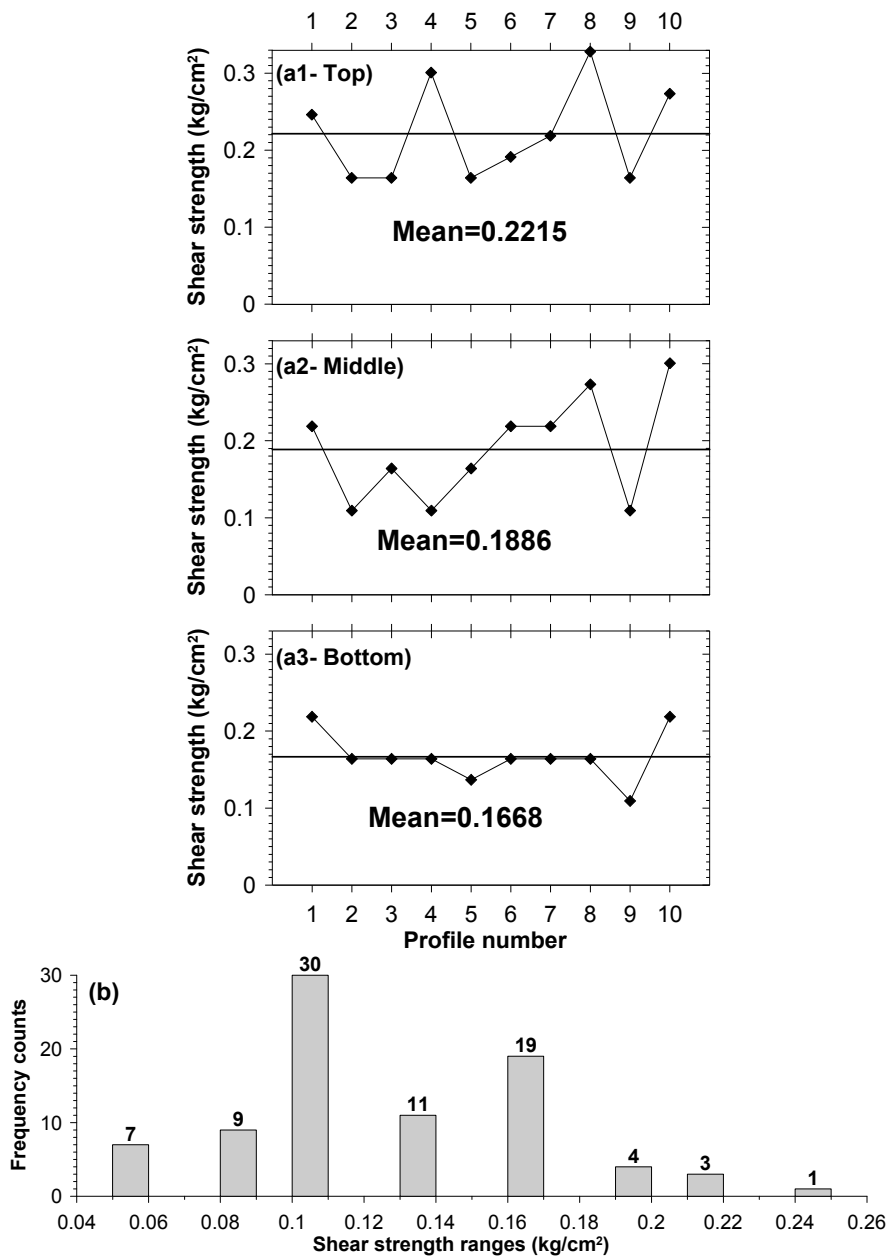 1 2 3 4 5 6 7 8 9 10
Shear strength (kg/cm²)
(a1- Top)
0.3
0.2
0.1
0
Mean=0.2215
Shear strength (kg/cm²)
(a2- Middle)
0.3
0.2
0.1
0
Mean=0.1886
Shear strength (kg/cm²)
(a3- Bottom)
0.3
0.2
0.1
0
Mean=0.1668
1 2 3 4 5 6 7 8 9 10
Profile number
Frequency counts
(b)
30
20
10
0
7 9 30 11 19 4 3 1
0.04 0.06 0.08 0.1 0.12 0.14 0.16 0.18 0.2 0.22 0.24 0.26
Shear strength ranges (kg/cm²)